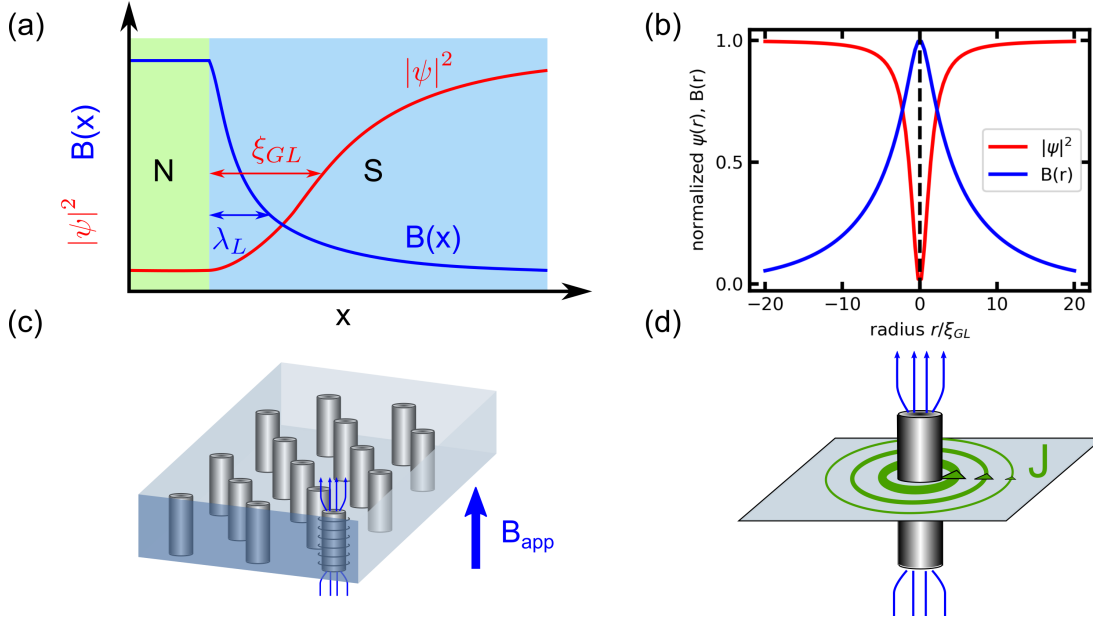 (a)
B(x)
|ψ|²
N
|ψ|²
ξ_GL
S
λ_L
B(x)
x
(b)
normalized ψ(r), B(r)
1.0
0.5
0.0
|ψ|²
B(r)
−20 −10 0 10 20
radius r/ξ_GL
(c)
B_app
(d)
J